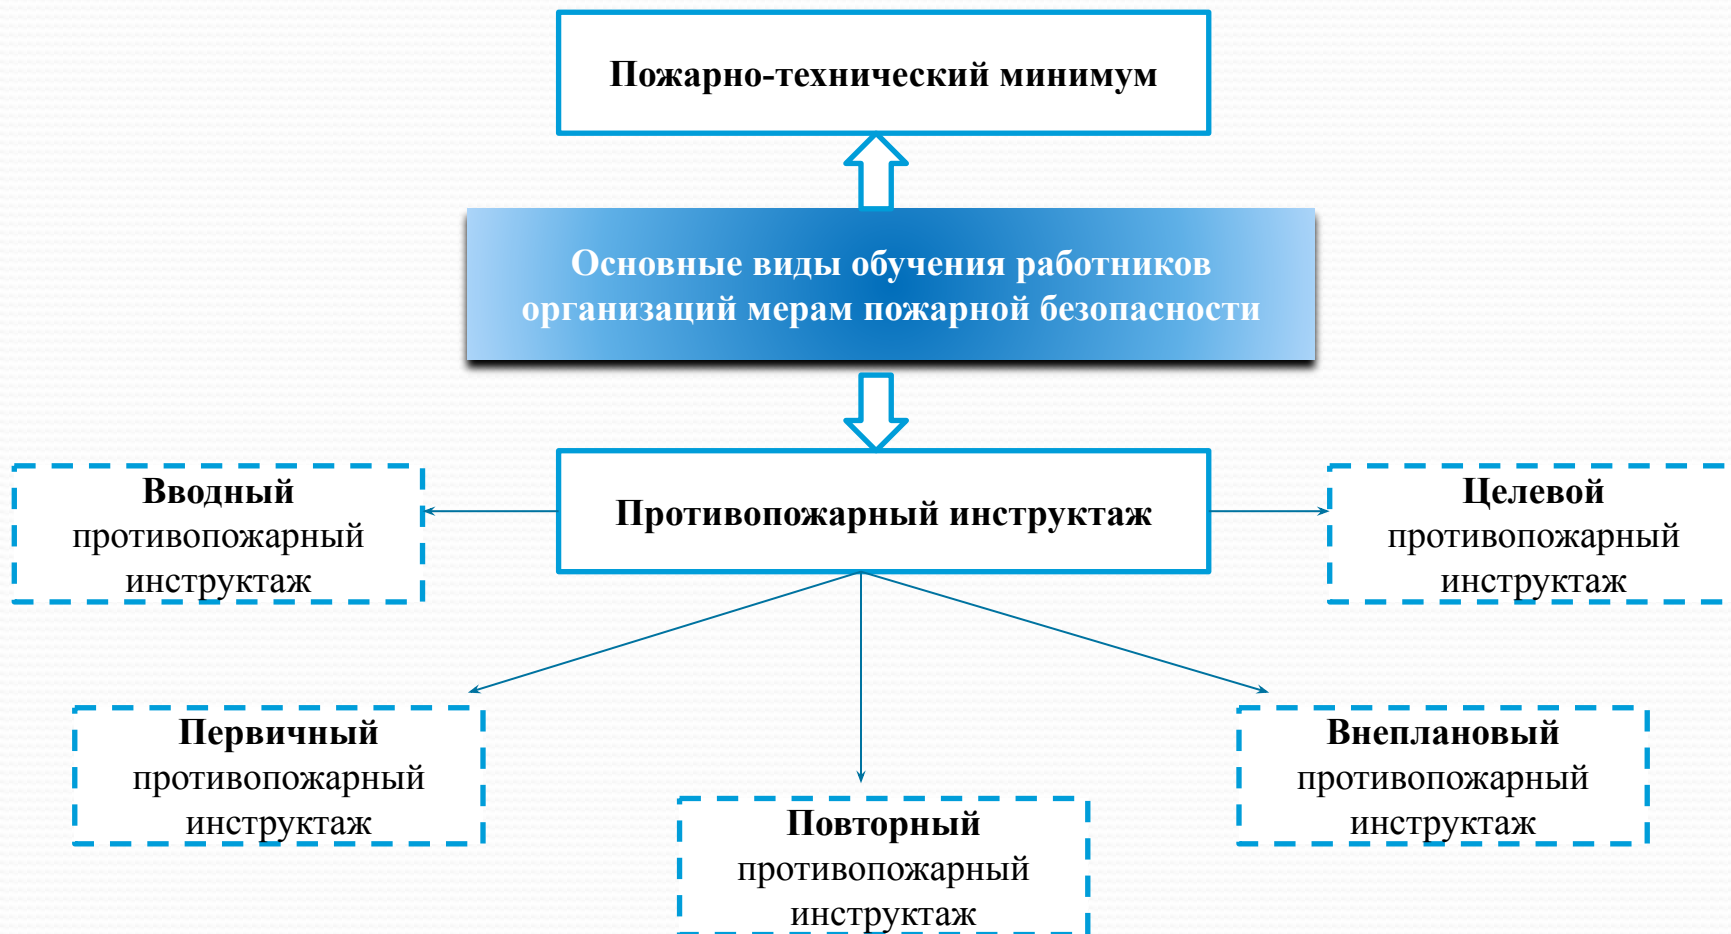 Пожарно-технический минимум
Основные виды обучения работников
организаций мерам пожарной безопасности
Противопожарный инструктаж
Вводный
противопожарный
инструктаж
Целевой
противопожарный
инструктаж
Первичный
противопожарный
инструктаж
Повторный
противопожарный
инструктаж
Внеплановый
противопожарный
инструктаж